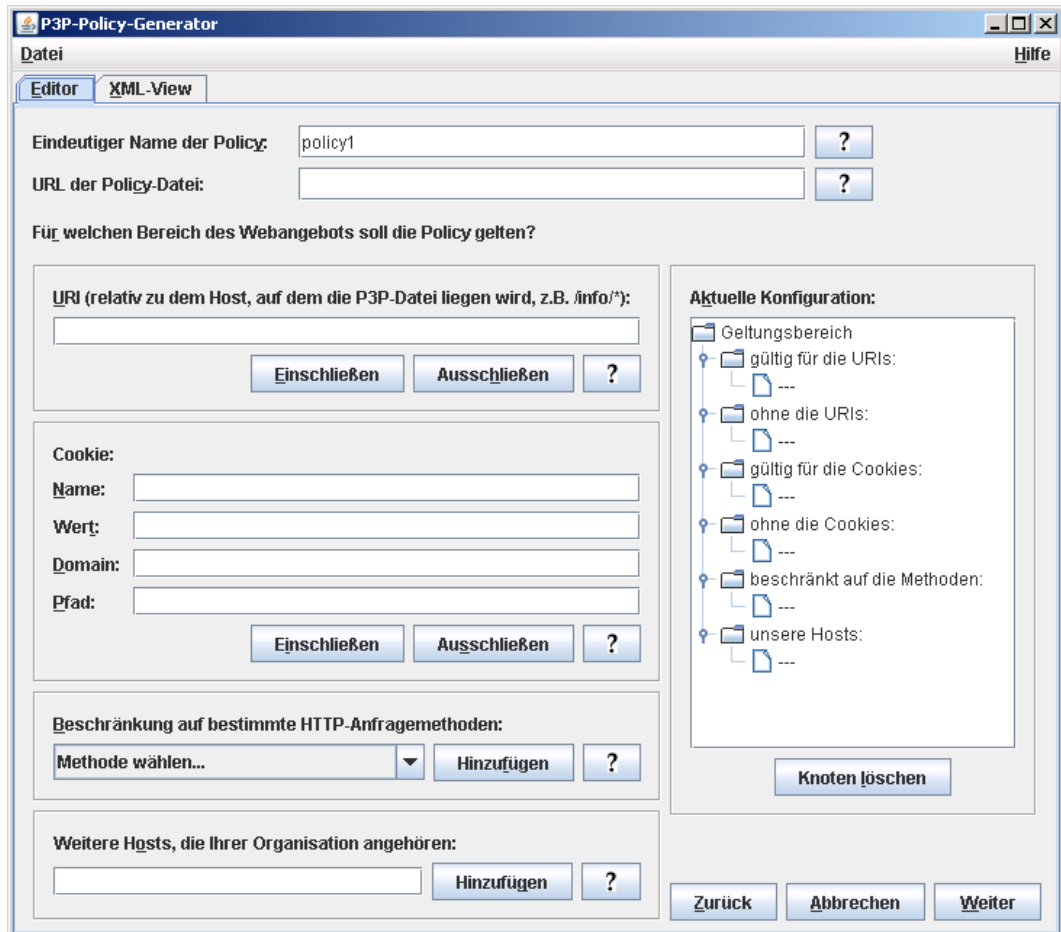 P3P-Policy-Generator
Datei Hilfe
Editor XML-View
Eindeutiger Name der Policy: policy1 ?
URL der Policy-Datei: ?
Für welchen Bereich des Webangebots soll die Policy gelten?
URI (relativ zu dem Host, auf dem die P3P-Datei liegen wird, z.B. /info/*):
Einschließen Ausschließen ?
Cookie:
Name:
Wert:
Domain:
Pfad:
Einschließen Ausschließen ?
Beschränkung auf bestimmte HTTP-Anfragemethoden:
Methode wählen... Hinzufügen ?
Weitere Hosts, die Ihrer Organisation angehören:
Hinzufügen ?
Aktuelle Konfiguration:
Geltungsbereich
gültig für die URIs:
---
ohne die URIs:
---
gültig für die Cookies:
---
ohne die Cookies:
---
beschränkt auf die Methoden:
---
unsere Hosts:
---
Knoten löschen
Zurück Abbrechen Weiter